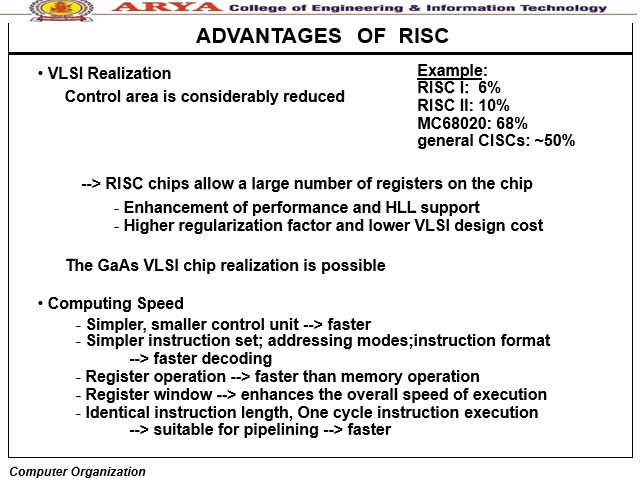 ARYA College of Engineering & Information Technology
ADVANTAGES OF RISC
• VLSI Realization
Control area is considerably reduced
Example:
RISC I: 6%
RISC II: 10%
MC68020: 68%
general CISCs: ~50%
--> RISC chips allow a large number of registers on the chip
- Enhancement of performance and HLL support
- Higher regularization factor and lower VLSI design cost
The GaAs VLSI chip realization is possible
• Computing Speed
- Simpler, smaller control unit --> faster
- Simpler instruction set; addressing modes;instruction format
--> faster decoding
- Register operation --> faster than memory operation
- Register window --> enhances the overall speed of execution
- Identical instruction length, One cycle instruction execution
--> suitable for pipelining --> faster
Computer Organization